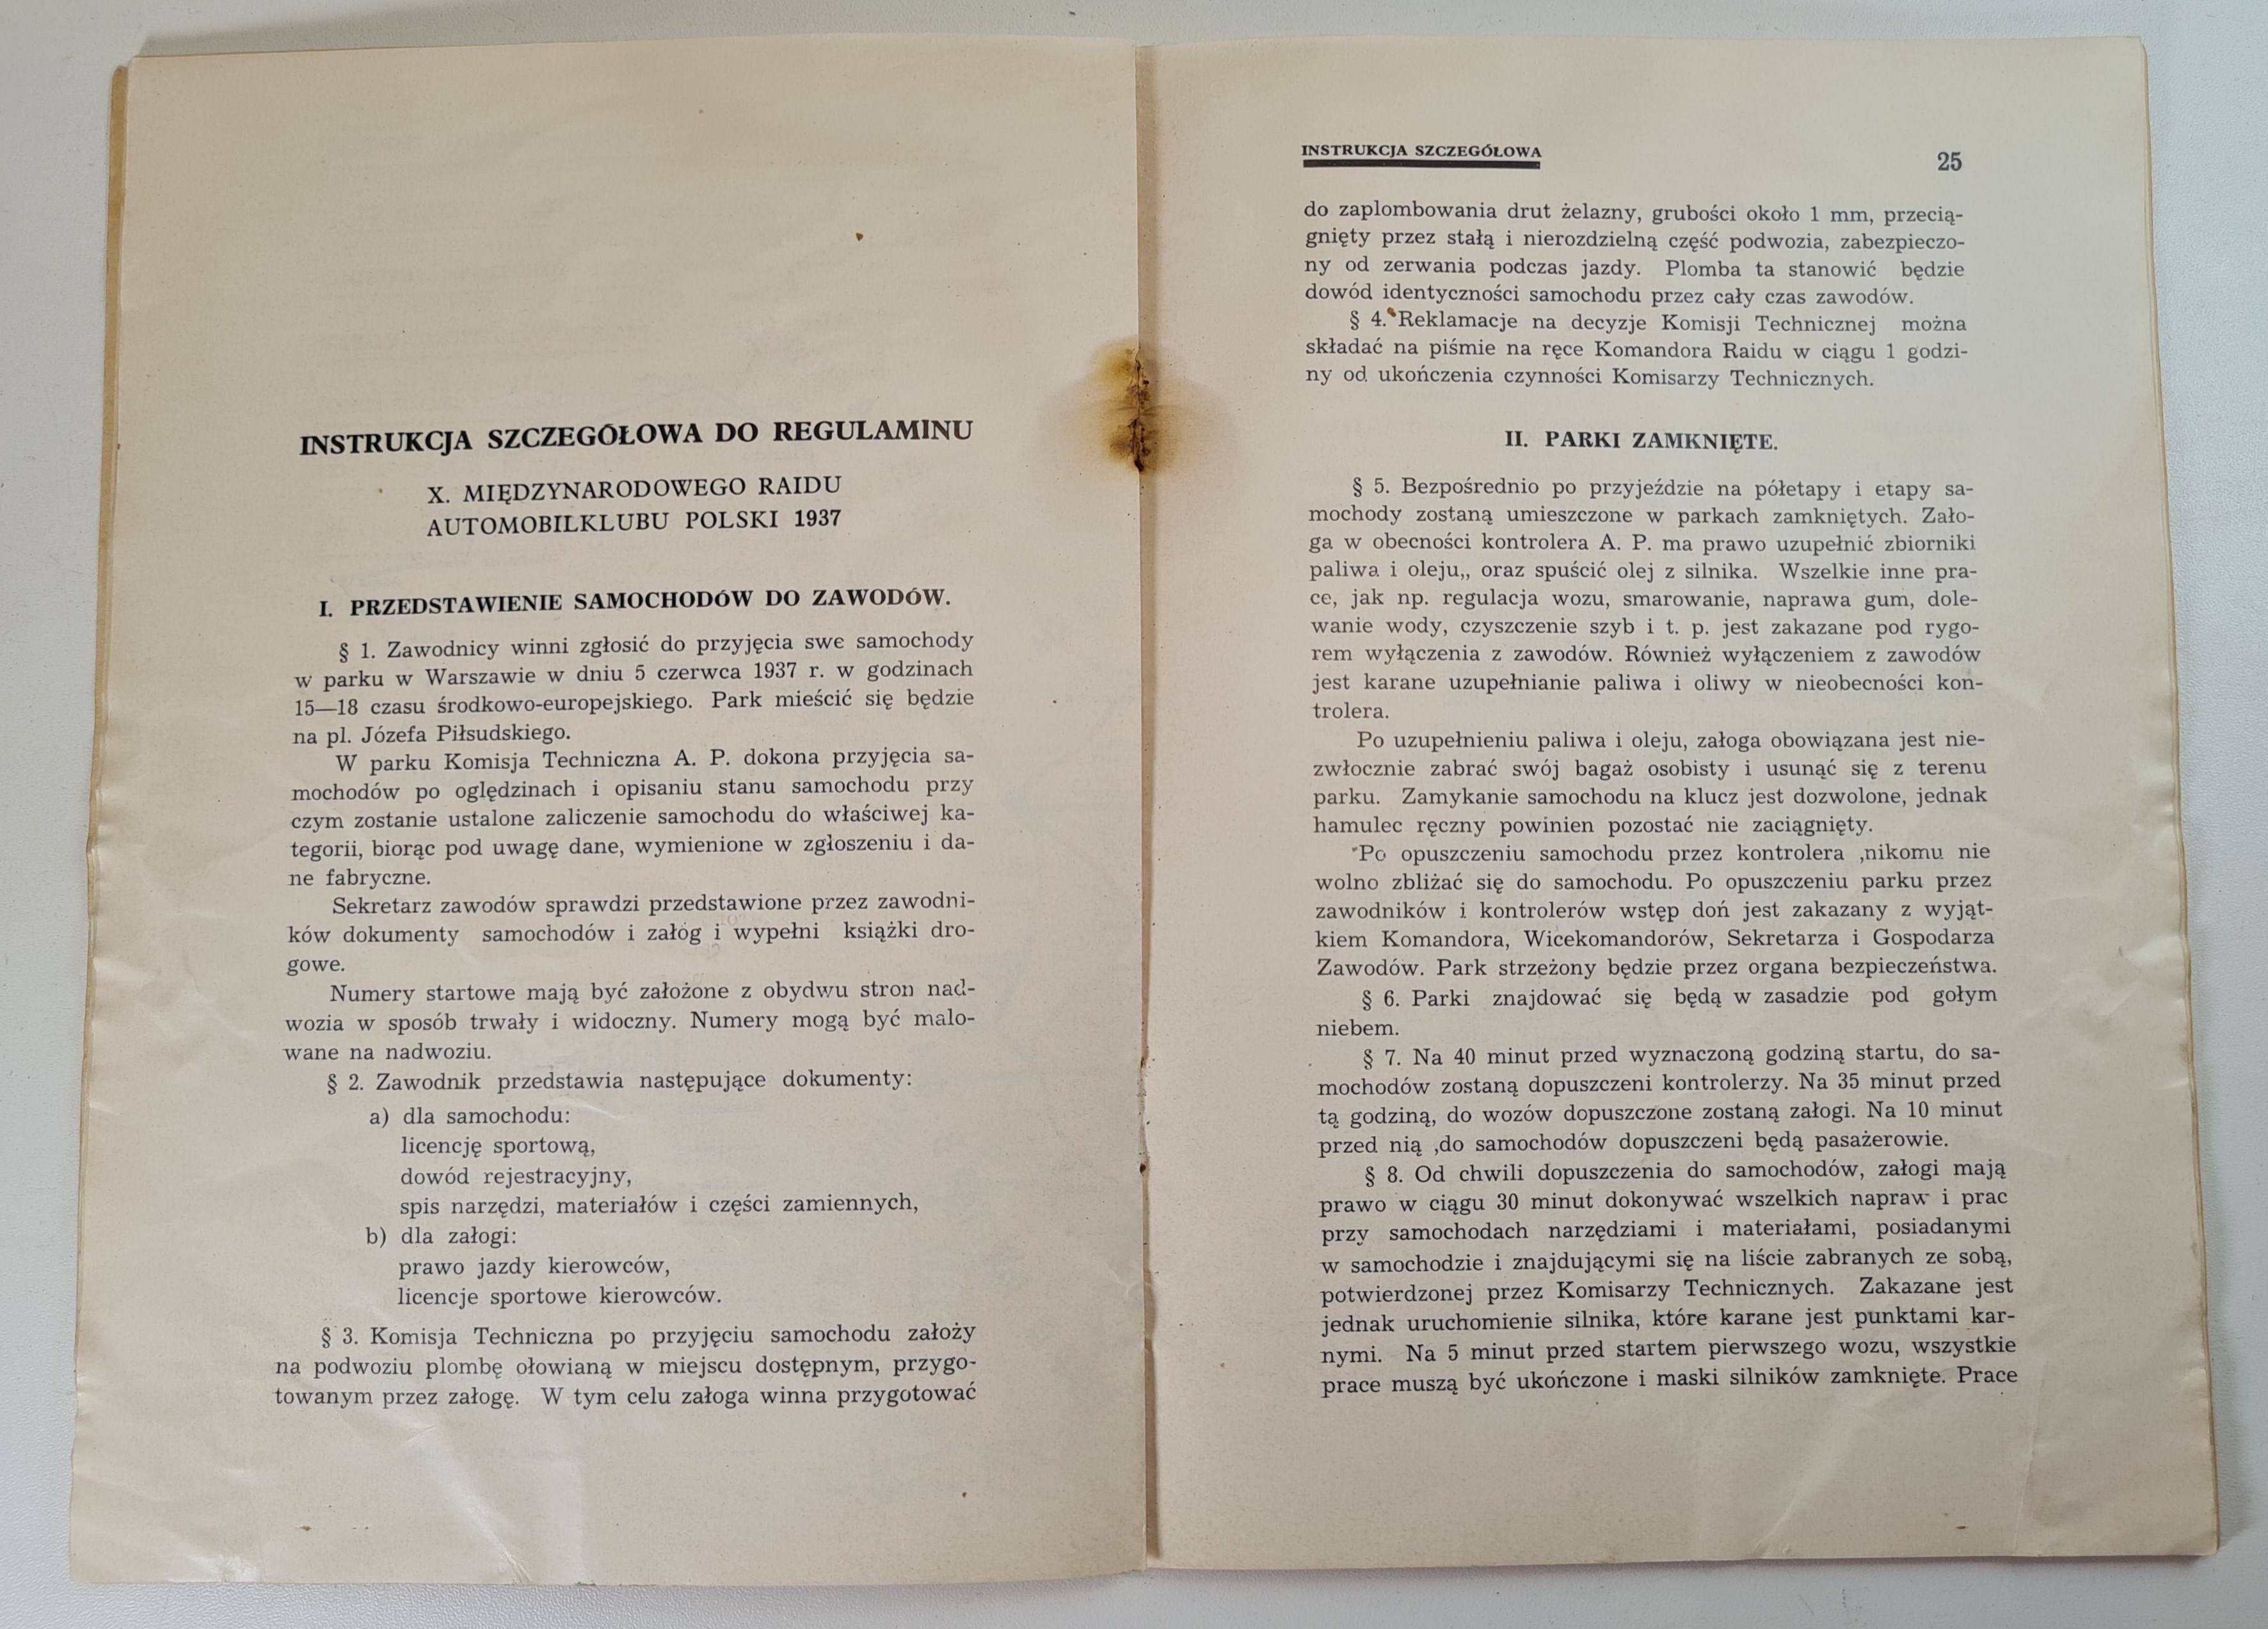 INSTRUKCJA SZCZEGÓŁOWA DO REGULAMINU
X. MIĘDZYNARODOWEGO RAIDU
AUTOMOBILKLUBU POLSKI 1937
I. PRZEDSTAWIENIE SAMOCHODÓW DO ZAWODÓW.
§ 1. Zawodnicy winni zgłosić do przyjęcia swe samochody
w parku w Warszawie w dniu 5 czerwca 1937 r. w godzinach
15—18 czasu środkowo-europejskiego. Park mieścić się będzie
na pl. Józefa Piłsudskiego.
W parku Komisja Techniczna A. P. dokona przyjęcia sa-
mochodów po oględzinach i opisaniu stanu samochodu przy
czym zostanie ustalone zaliczenie samochodu do właściwej ka-
tegorii, biorąc pod uwagę dane, wymienione w zgłoszeniu i da-
ne fabryczne.
Sekretarz zawodów sprawdzi przedstawione przez zawodni-
ków dokumenty samochodów i załóg i wypełni książki dro-
gowe.
Numery startowe mają być założone z obydwu stron nad-
wozia w sposób trwały i widoczny. Numery mogą być malo-
wane na nadwoziu.
§ 2. Zawodnik przedstawia następujące dokumenty:
a) dla samochodu:
licencję sportową,
dowód rejestracyjny,
spis narzędzi, materiałów i części zamiennych,
b) dla załogi:
prawo jazdy kierowców,
licencje sportowe kierowców.
§ 3. Komisja Techniczna po przyjęciu samochodu założy
na podwoziu plombę ołowianą w miejscu dostępnym, przygo-
towanym przez załogę. W tym celu załoga winna przygotować
INSTRUKCJA SZCZEGÓŁOWA
25
do zaplombowania drut żelazny, grubości około 1 mm, przecią-
gnięty przez stałą i nierozdzielną część podwozia, zabezpieczo-
ny od zerwania podczas jazdy. Plomba ta stanowić będzie
dowód identyczności samochodu przez cały czas zawodów.
§ 4. Reklamacje na decyzje Komisji Technicznej można
składać na piśmie na ręce Komandora Raidu w ciągu 1 godzi-
ny od ukończenia czynności Komisarzy Technicznych.
II. PARKI ZAMKNIĘTE.
§ 5. Bezpośrednio po przyjeździe na półetapy i etapy sa-
mochody zostaną umieszczone w parkach zamkniętych. Zało-
ga w obecności kontrolera A. P. ma prawo uzupełnić zbiorniki
paliwa i oleju,, oraz spuścić olej z silnika. Wszelkie inne pra-
ce, jak np. regulacja wozu, smarowanie, naprawa gum, dole-
wanie wody, czyszczenie szyb i t. p. jest zakazane pod rygo-
rem wyłączenia z zawodów. Również wyłączeniem z zawodów
jest karane uzupełnianie paliwa i oliwy w nieobecności kon-
trolera.
Po uzupełnieniu paliwa i oleju, załoga obowiązana jest nie-
zwłocznie zabrać swój bagaż osobisty i usunąć się z terenu
parku. Zamykanie samochodu na klucz jest dozwolone, jednak
hamulec ręczny powinien pozostać nie zaciągnięty.
Po opuszczeniu samochodu przez kontrolera ,nikomu nie
wolno zbliżać się do samochodu. Po opuszczeniu parku przez
zawodników i kontrolerów wstęp doń jest zakazany z wyjąt-
kiem Komandora, Wicekomandorów, Sekretarza i Gospodarza
Zawodów. Park strzeżony będzie przez organa bezpieczeństwa.
§ 6. Parki znajdować się będą w zasadzie pod gołym
niebem.
§ 7. Na 40 minut przed wyznaczoną godziną startu, do sa-
mochodów zostaną dopuszczeni kontrolerzy. Na 35 minut przed
tą godziną, do wozów dopuszczone zostaną załogi. Na 10 minut
przed nią ,do samochodów dopuszczeni będą pasażerowie.
§ 8. Od chwili dopuszczenia do samochodów, załogi mają
prawo w ciągu 30 minut dokonywać wszelkich napraw i prac
przy samochodach narzędziami i materiałami, posiadanymi
w samochodzie i znajdującymi się na liście zabranych ze sobą,
potwierdzonej przez Komisarzy Technicznych. Zakazane jest
jednak uruchomienie silnika, które karane jest punktami kar-
nymi. Na 5 minut przed startem pierwszego wozu, wszystkie
prace muszą być ukończone i maski silników zamknięte. Prace